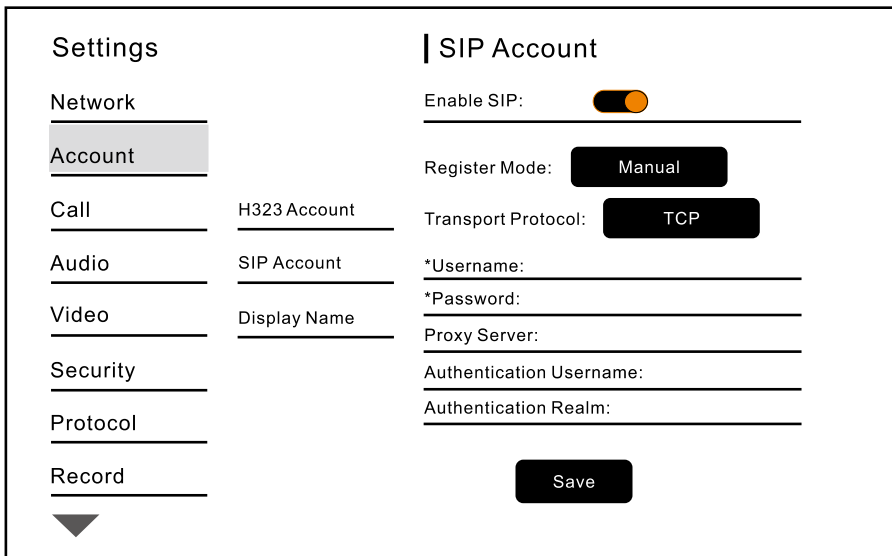 Settings
Network
Account
Call
Audio
Video
Security
Protocol
Record
H323 Account
SIP Account
Display Name
SIP Account
Enable SIP:
Register Mode: Manual
Transport Protocol: TCP
*Username:
*Password:
Proxy Server:
Authentication Username:
Authentication Realm:
Save